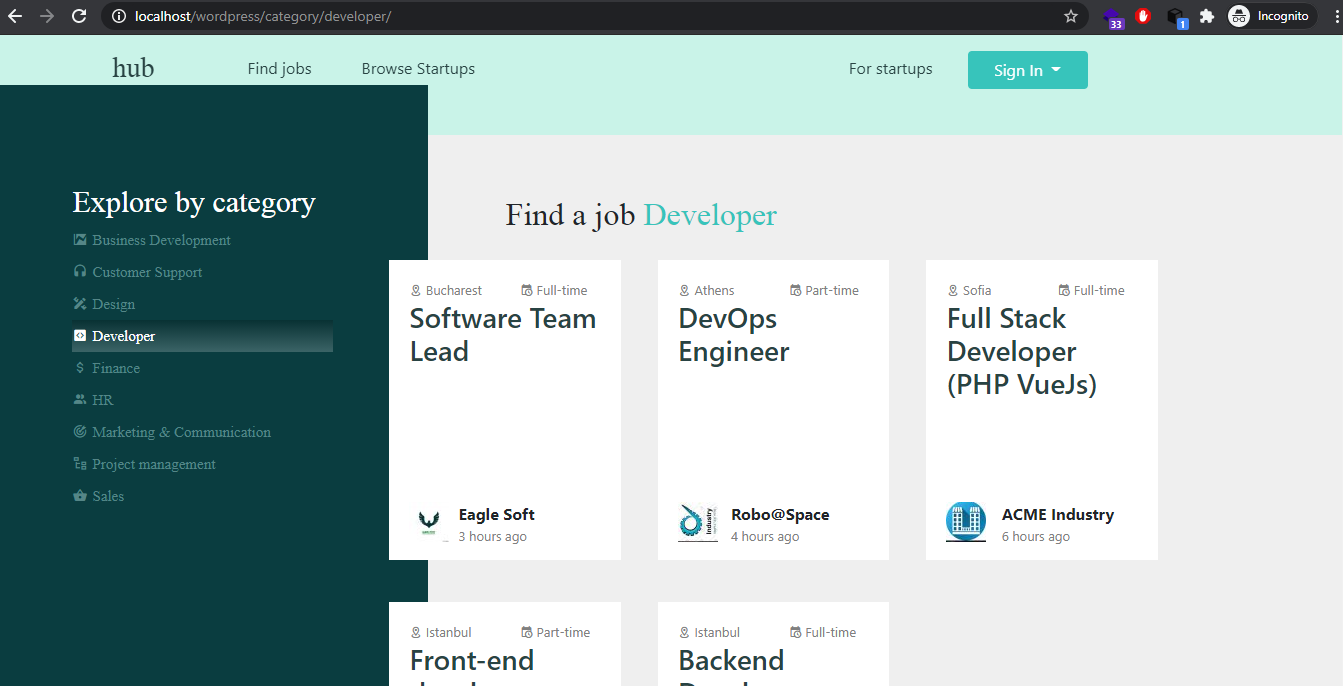 localhost/wordpress/category/developer/
33
1
Incognito
hub
Find jobs
Browse Startups
For startups
Sign In
Explore by category
Business Development
Customer Support
Design
Developer
Finance
HR
Marketing & Communication
Project management
Sales
Find a job Developer
Bucharest
Full-time
Software Team
Lead
Eagle Soft
3 hours ago
Athens
Part-time
DevOps
Engineer
Industry
Robo@Space
4 hours ago
Sofia
Full-time
Full Stack
Developer
(PHP VueJs)
ACME Industry
6 hours ago
Istanbul
Part-time
Front-end
Istanbul
Full-time
Backend